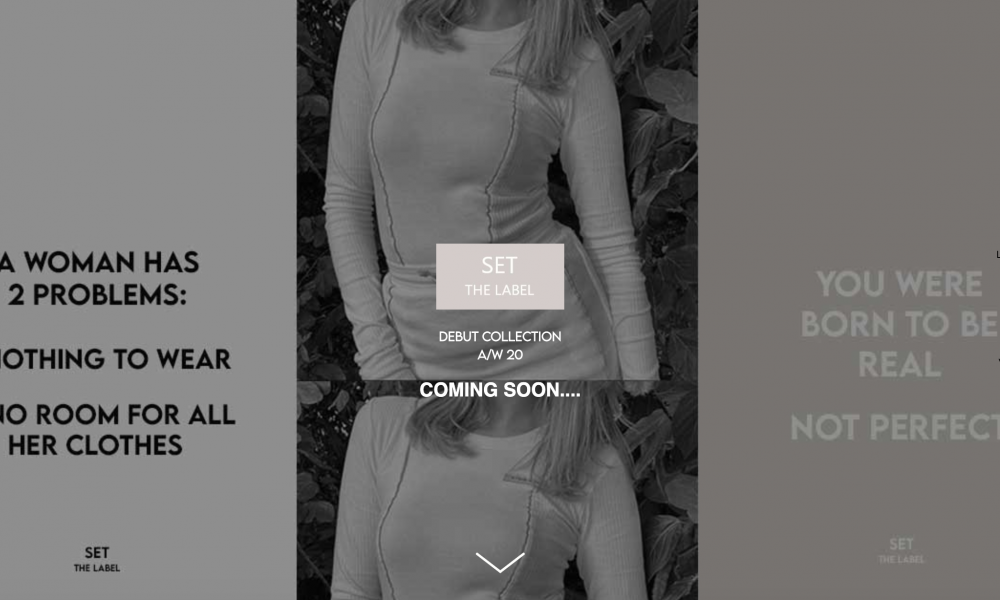 A WOMAN HAS
2 PROBLEMS:
NOTHING TO WEAR
NO ROOM FOR ALL
HER CLOTHES
SET
THE LABEL
SET
THE LABEL
DEBUT COLLECTION
A/W 20
COMING SOON....
YOU WERE
BORN TO BE
REAL
NOT PERFECT
SET
THE LABEL